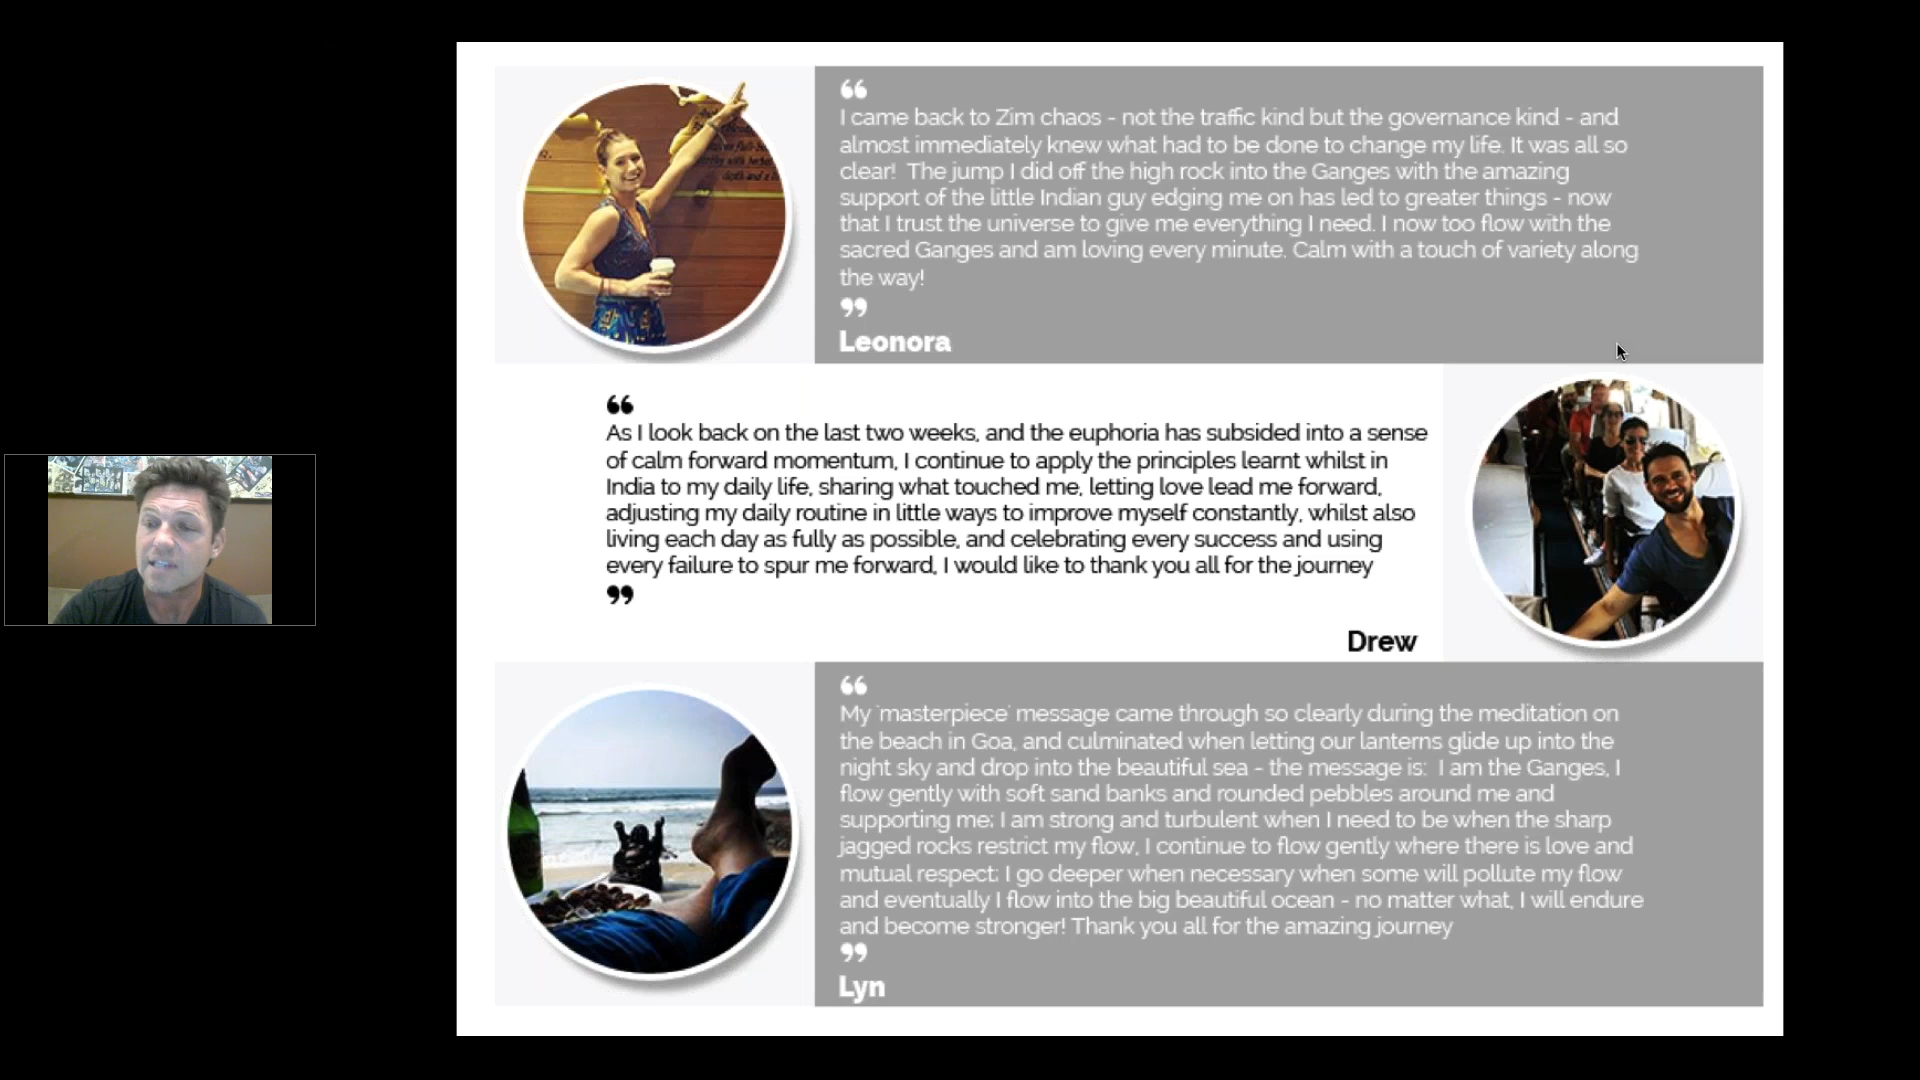 “
I came back to Zim chaos - not the traffic kind but the governance kind - and
almost immediately knew what had to be done to change my life. It was all so
clear! The jump I did off the high rock into the Ganges with the amazing
support of the little Indian guy edging me on has led to greater things - now
that I trust the universe to give me everything I need. I now too flow with the
sacred Ganges and am loving every minute. Calm with a touch of variety along
the way!
”
Leonora
“
As I look back on the last two weeks, and the euphoria has subsided into a sense
of calm forward momentum, I continue to apply the principles learnt whilst in
India to my daily life, sharing what touched me, letting love lead me forward,
adjusting my daily routine in little ways to improve myself constantly, whilst also
living each day as fully as possible, and celebrating every success and using
every failure to spur me forward, I would like to thank you all for the journey
”
Drew
“
My 'masterpiece' message came through so clearly during the meditation on
the beach in Goa, and culminated when letting our lanterns glide up into the
night sky and drop into the beautiful sea - the message is: I am the Ganges, I
flow gently with soft sand banks and rounded pebbles around me and
supporting me; I am strong and turbulent when I need to be when the sharp
jagged rocks restrict my flow, I continue to flow gently where there is love and
mutual respect; I go deeper when necessary when some will pollute my flow
and eventually I flow into the big beautiful ocean - no matter what, I will endure
and become stronger! Thank you all for the amazing journey
”
Lyn